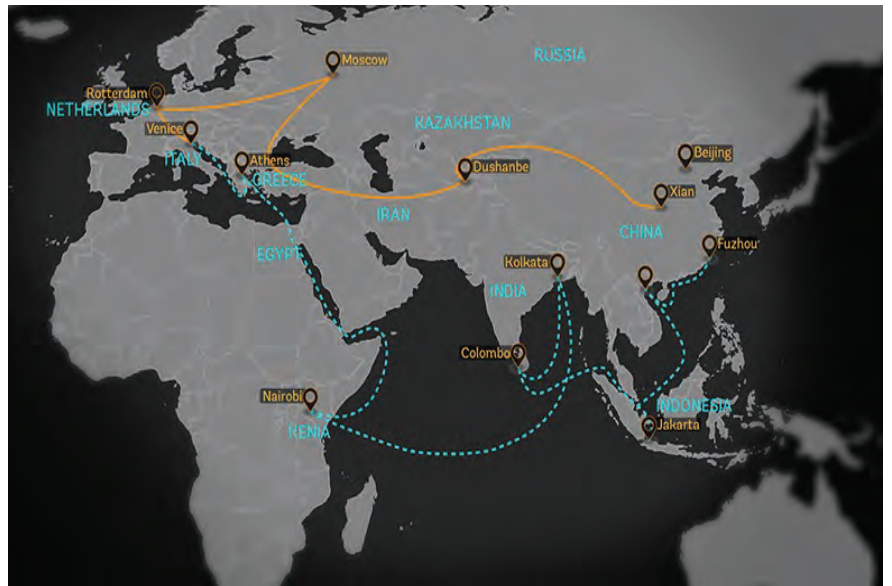 RUSSIA
Moscow
Rotterdam
NETHERLANDS
KAZAKHSTAN
Venice
Beijing
ITALY
Athens
GREECE
Dushanbe
Xian
IRAN
CHINA
EGYPT
Fuzhou
Kolkata
INDIA
Colombo
Nairobi
INDONESIA
RENIA
Jakarta